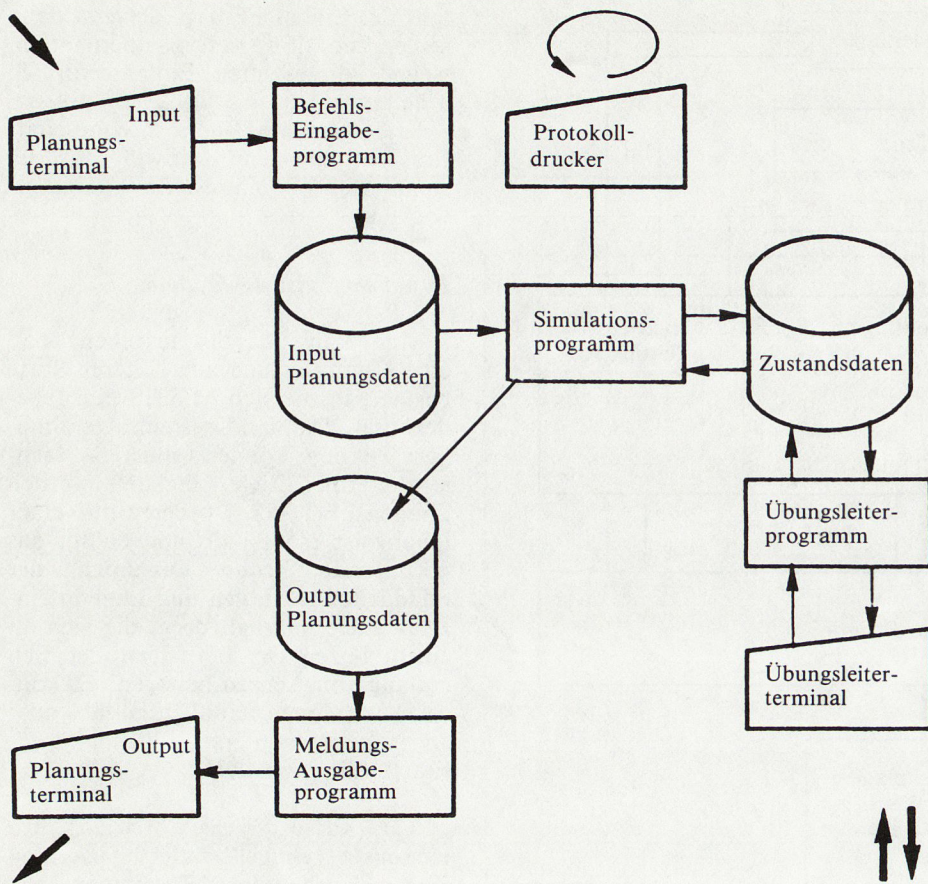 Input
Planungs-
terminal
Befehls-
Eingabe-
programm
Protokoll-
drucker
Input
Planungsdaten
Simulations-
programm
Zustandsdaten
Output
Planungsdaten
Übungsleiter-
programm
Übungsleiter-
terminal
Output
Planungs-
terminal
Meldungs-
Ausgabe-
programm